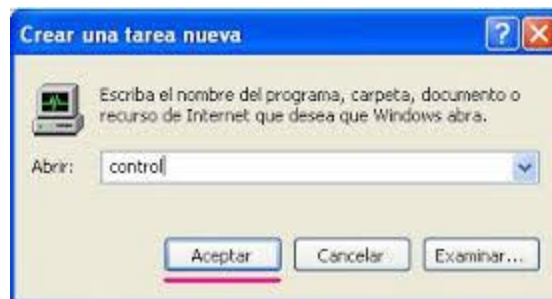 Crear una tarea nueva
Escriba el nombre del programa, carpeta, documento o
recurso de Internet que desea que Windows abra.
Abrir: control
Aceptar Cancelar Examinar...